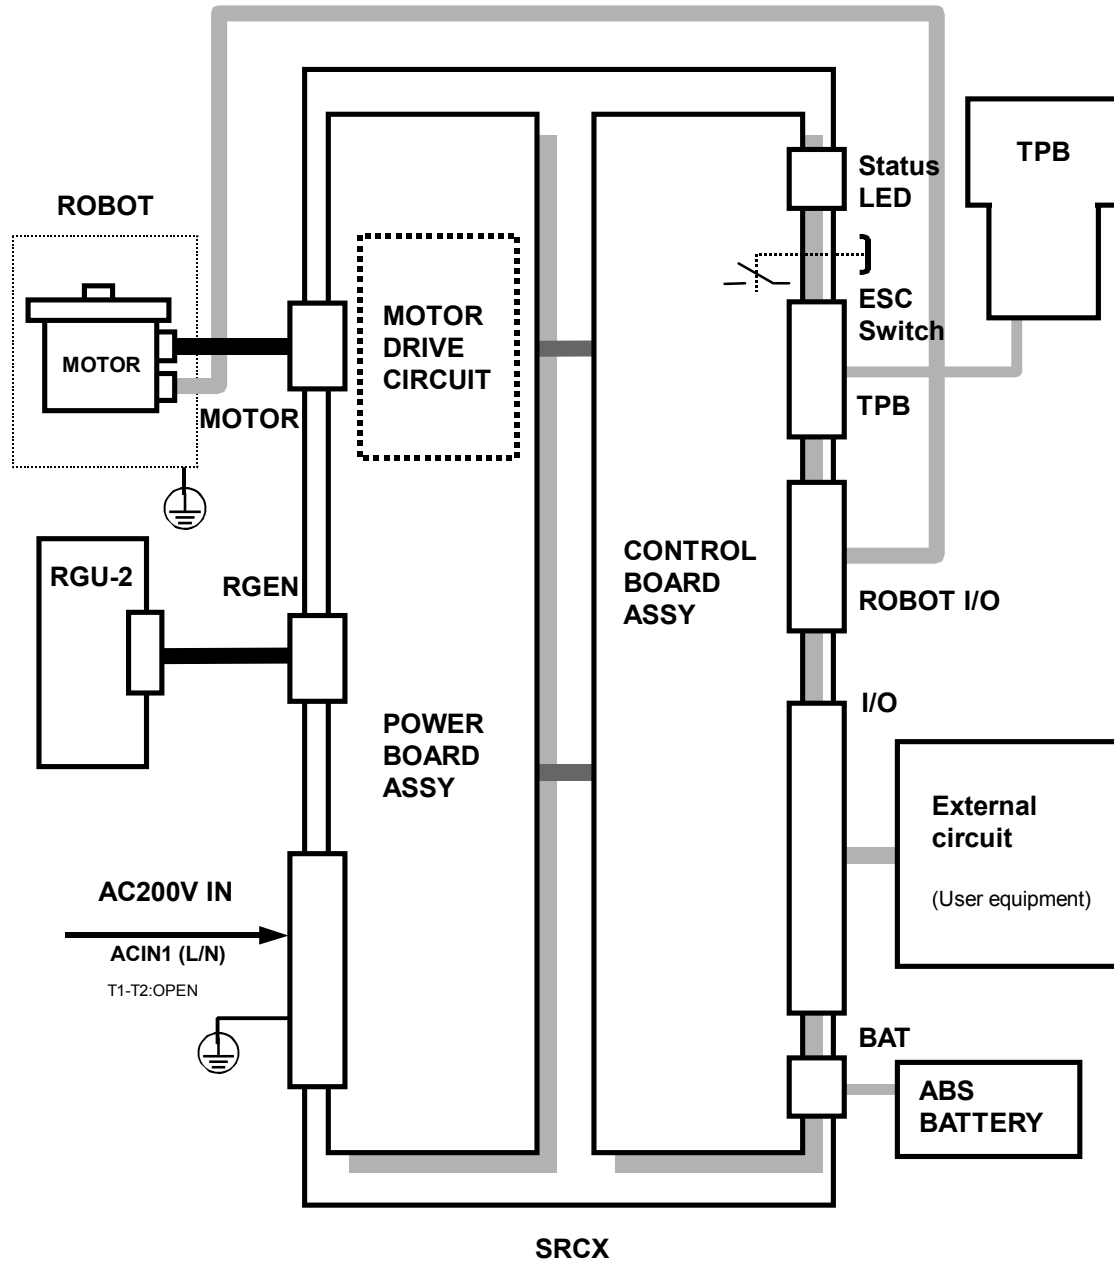 TPB
Status
LED
ROBOT
MOTOR
DRIVE
CIRCUIT
ESC
Switch
MOTOR
TPB
MOTOR
CONTROL
BOARD
ASSY
RGU-2
RGEN
ROBOT I/O
I/O
POWER
BOARD
ASSY
External
circuit
(User equipment)
AC200V IN
ACIN1 (L/N)
T1-T2:OPEN
BAT
ABS
BATTERY
SRCX